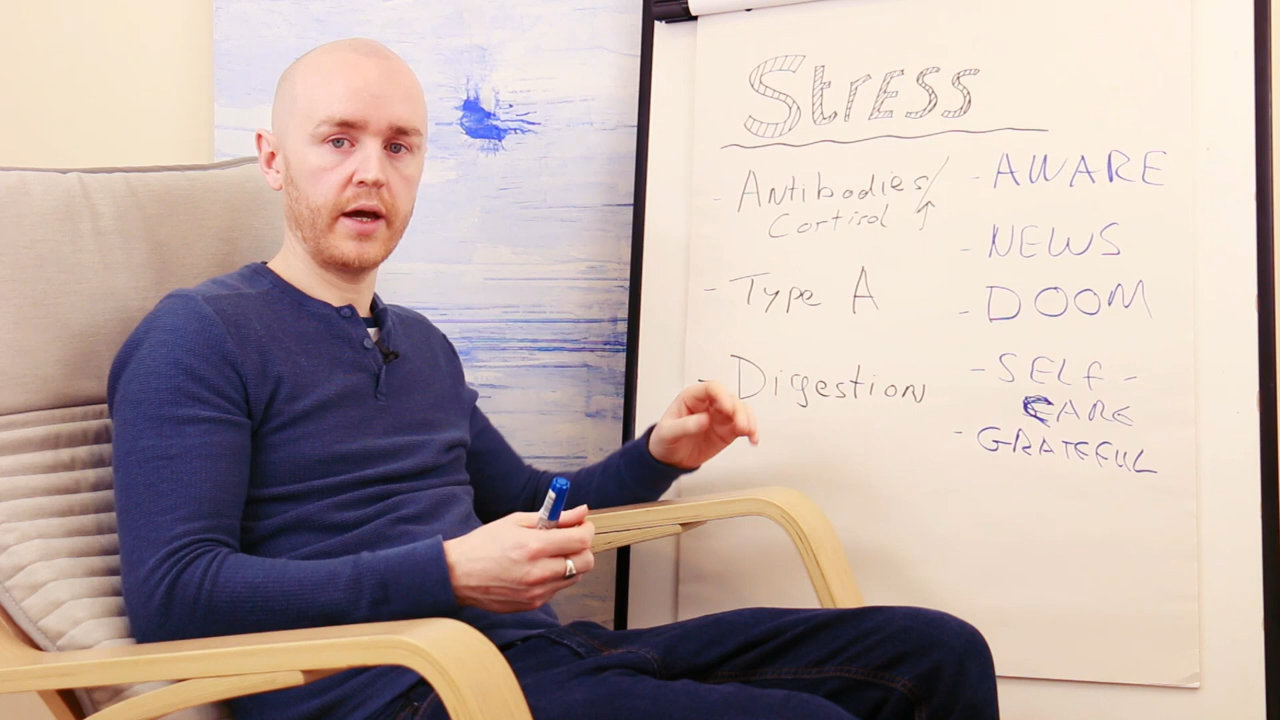 Stress
- Antibodies/
Cortisol ↑
- Type A
- Digestion
- AWARE
- NEWS
- DOOM
- SELF-
CARE
- GRATEFUL